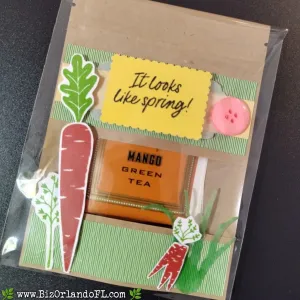 It looks
like spring!
MANGO
GREEN
TEA
www.BizOrlandoFL.com